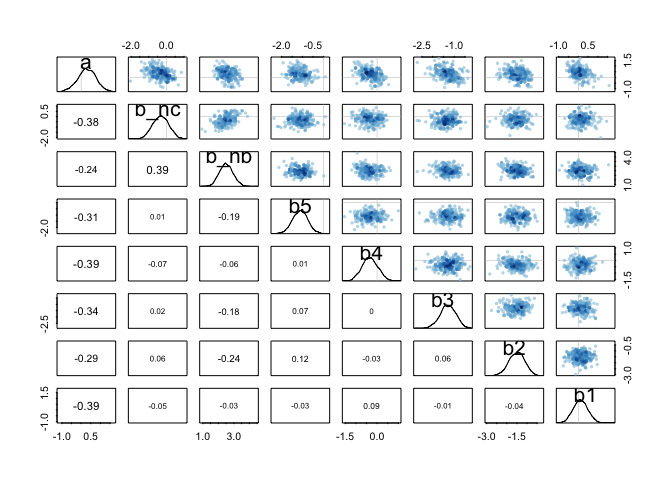 -2.0 0.0 -2.0 -0.5 -2.5 -1.0 -1.0 0.5
a -1.0 1.5
-2.0 0.5 -0.38 b_nc
-0.24 0.39 b_nb 1.0 4.0
-2.0 -0.31 0.01 -0.19 b5
-0.39 -0.07 -0.06 0.01 b4 -1.5 1.0
-2.5 -0.34 0.02 -0.18 0.07 0 b3
-0.29 0.06 -0.24 0.12 -0.03 0.06 b2 -3.0 -0.5
-1.0 1.5 -0.39 -0.05 -0.03 -0.03 0.09 -0.01 -0.04 b1
-1.0 0.5 1.0 3.0 -1.5 0.0 -3.0 -1.5